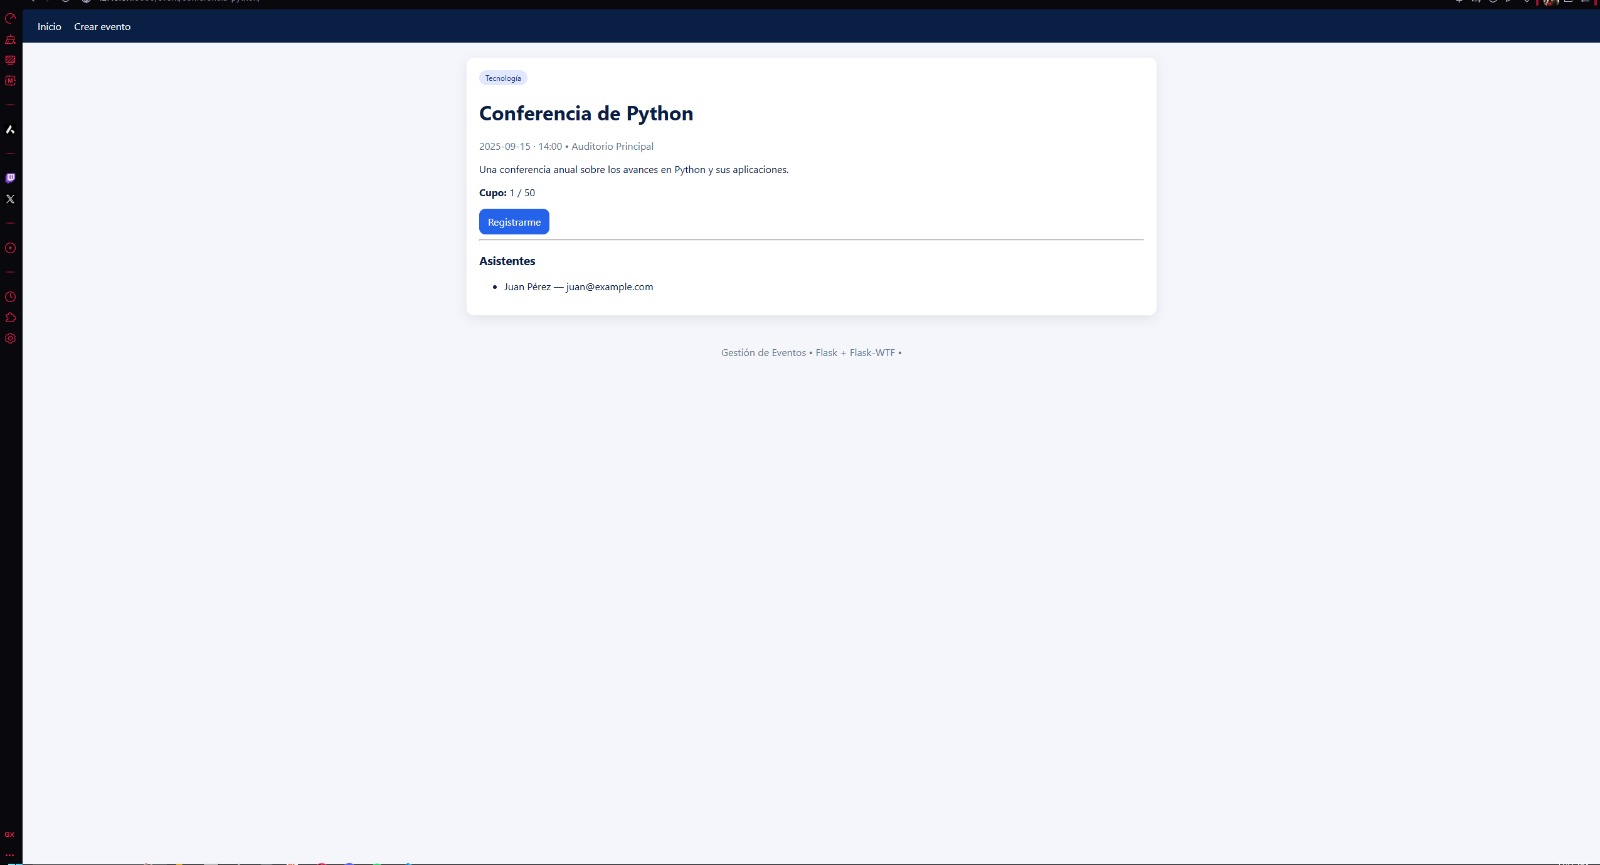 Inicio Crear evento
Tecnología
Conferencia de Python
2025-09-15 · 14:00 • Auditorio Principal
Una conferencia anual sobre los avances en Python y sus aplicaciones.
Cupo: 1 / 50
Registrarme
Asistentes
• Juan Pérez — juan@example.com
Gestión de Eventos • Flask + Flask-WTF •
GX